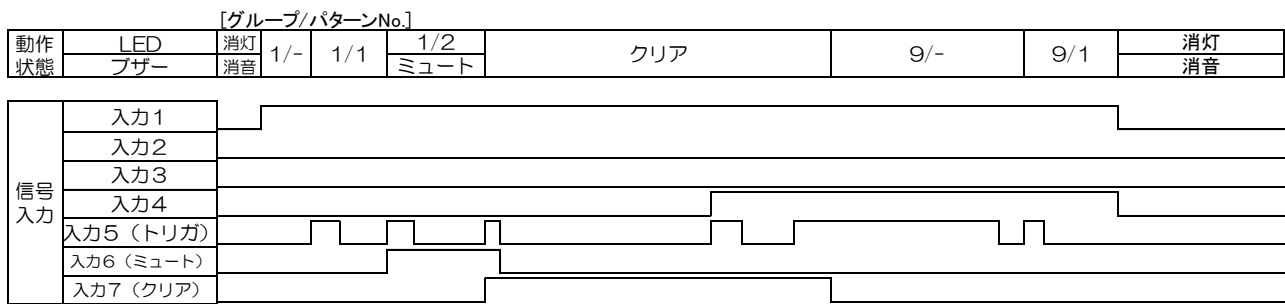 [グループ/パターンNo.]
動作状態 LED 消灯 1/- 1/1 1/2 クリア 9/- 9/1 消灯
ブザー 消音 ミュート 消音
信号入力
入力1
入力2
入力3
入力4
入力5（トリガ）
入力6（ミュート）
入力7（クリア）